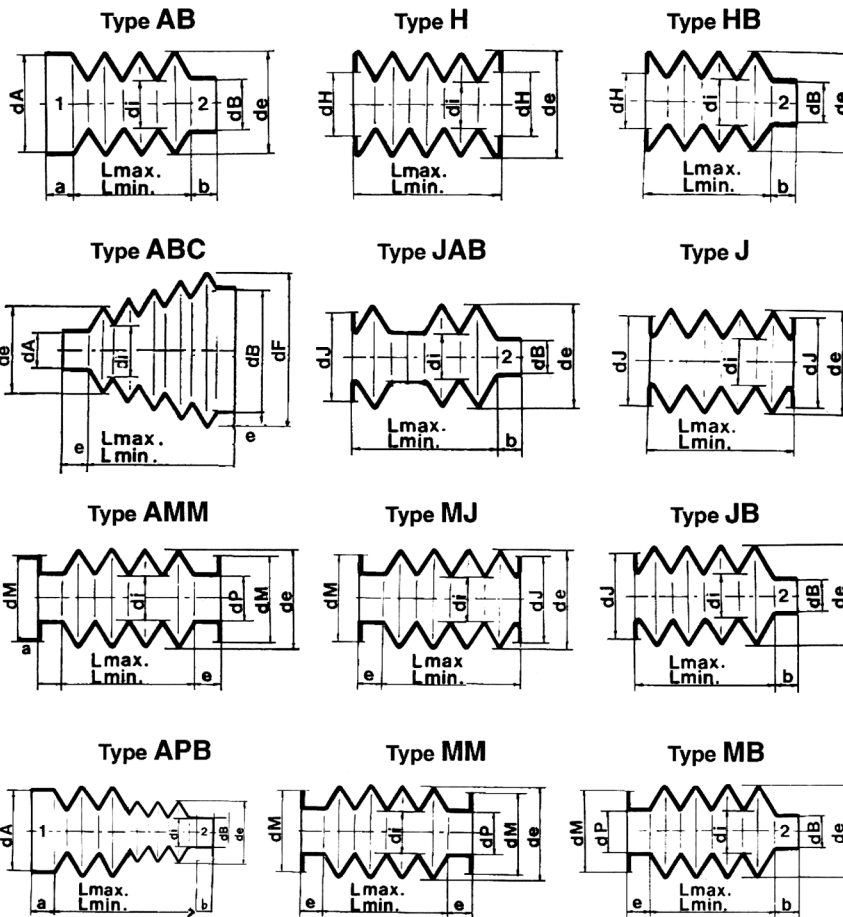 Type AB
dA
1
di
2
dB
de
Lmax.
Lmin.
a
b
Type H
dH
di
dH
de
Lmax.
Lmin.
Type HB
dH
di
2
dB
de
Lmax.
Lmin.
b
Type ABC
de
dA
di
dB
dF
Lmax.
Lmin.
e
e
Type JAB
dJ
di
2
dB
de
Lmax.
Lmin.
b
Type J
dJ
di
dJ
de
Lmax.
Lmin.
Type AMM
dM
di
dP
dM
de
a
Lmax.
Lmin.
e
Type MJ
dM
di
dJ
de
Lmax
Lmin.
e
Type JB
dJ
di
2
dB
de
Lmax.
Lmin.
b
Type APB
dA
1
di
2
dB
de
Lmax.
Lmin.
a
b
Type MM
dM
di
dP
dM
de
Lmax.
Lmin.
e
e
Type MB
dM
dP
di
2
dB
de
Lmax.
Lmin.
e
b